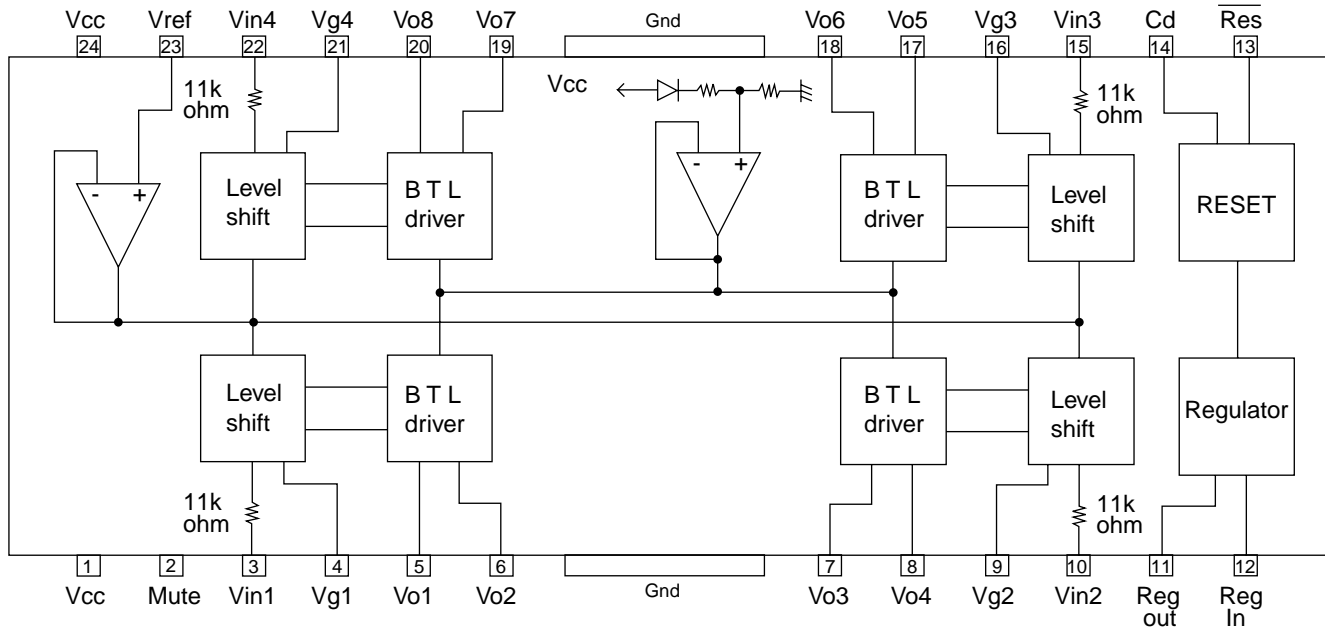 Vcc Vref Vin4 Vg4 Vo8 Vo7 Gnd Vo6 Vo5 Vg3 Vin3 Cd Res
24 23 22 21 20 19 18 17 16 15 14 13
11k
ohm
Vcc
11k
ohm
- +
Level
shift
B T L
driver
- +
B T L
driver
Level
shift
RESET
Level
shift
B T L
driver
B T L
driver
Level
shift
Regulator
11k
ohm
11k
ohm
1 2 3 4 5 6 7 8 9 10 11 12
Vcc Mute Vin1 Vg1 Vo1 Vo2 Gnd Vo3 Vo4 Vg2 Vin2 Reg
out
Reg
In